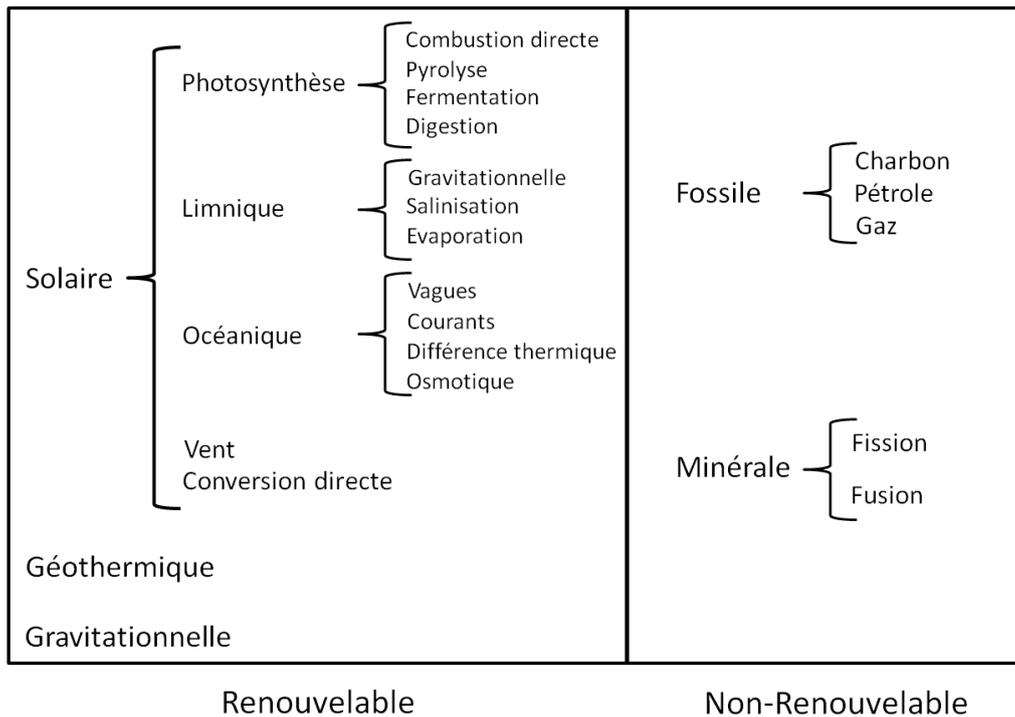 Solaire
Photosynthèse
Combustion directe
Pyrolyse
Fermentation
Digestion
Limnique
Gravitationnelle
Salinisation
Evaporation
Océanique
Vagues
Courants
Différence thermique
Osmotique
Vent
Conversion directe
Géothermique
Gravitationnelle
Renouvelable
Fossile
Charbon
Pétrole
Gaz
Minérale
Fission
Fusion
Non-Renouvelable